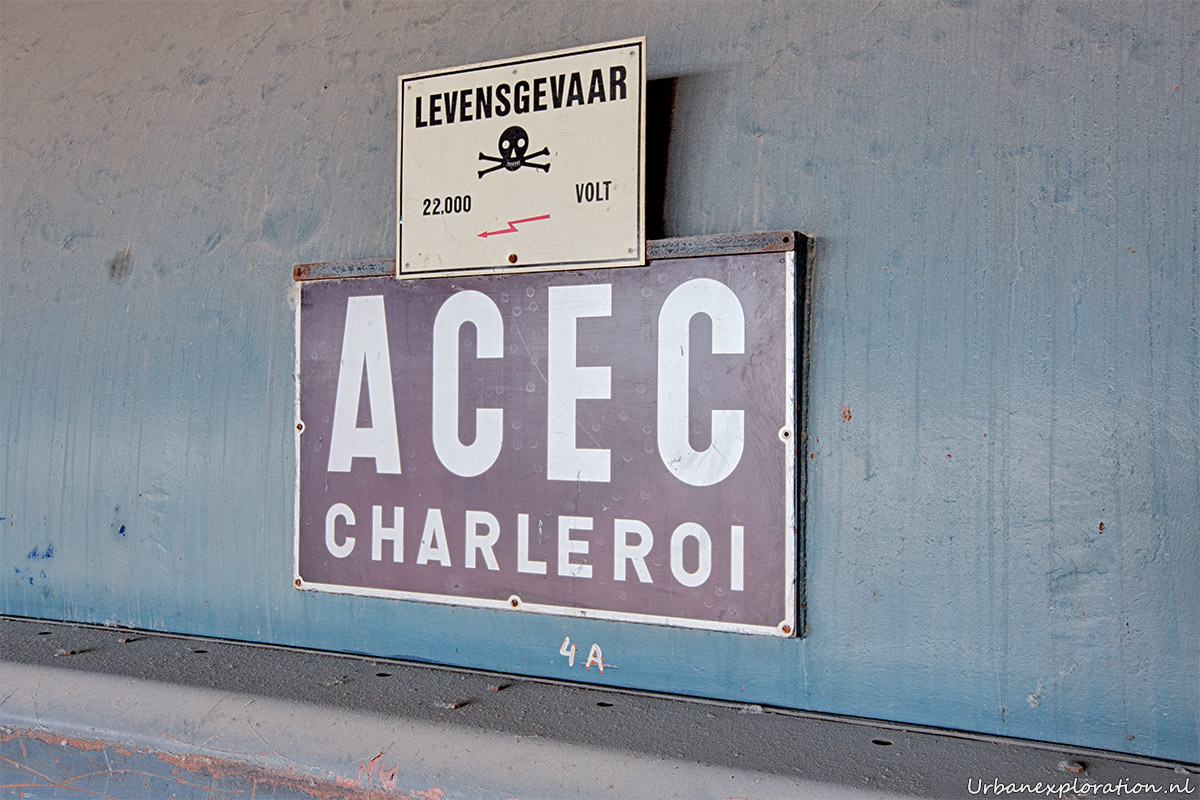 LEVENSGEVAAR
22.000 VOLT
ACEC
CHARLEROI
4A
Urbanexploration.nl